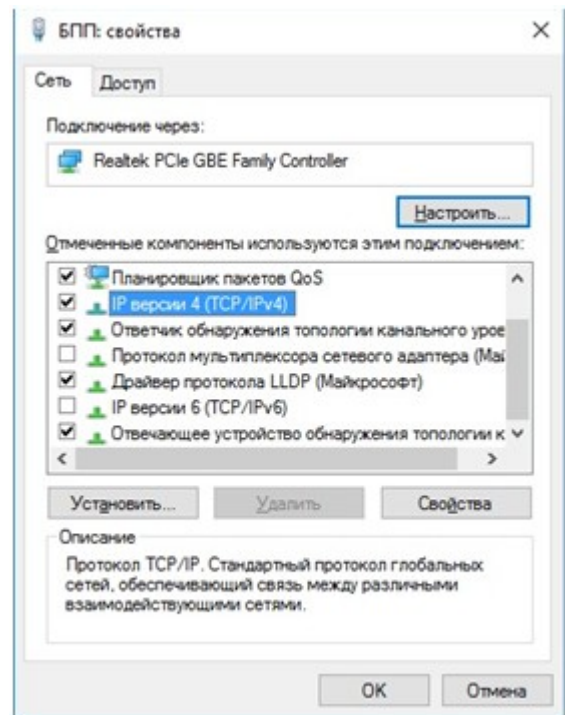 БПП: свойства
Сеть
Доступ
Подключение через:
Realtek PCIe GBE Family Controller
Настроить...
Отмеченные компоненты используются этим подключением:
Планировщик пакетов QoS
IP версии 4 (TCP/IPv4)
Ответчик обнаружения топологии канального уров
Протокол мультиплексора сетевого адаптера (Май
Драйвер протокола LLDP (Майкрософт)
IP версии 6 (TCP/IPv6)
Отвечающее устройство обнаружения топологии к
Установить...
Удалить
Свойства
Описание
Протокол TCP/IP. Стандартный протокол глобальных
сетей, обеспечивающий связь между различными
взаимодействующими сетями.
OK
Отмена